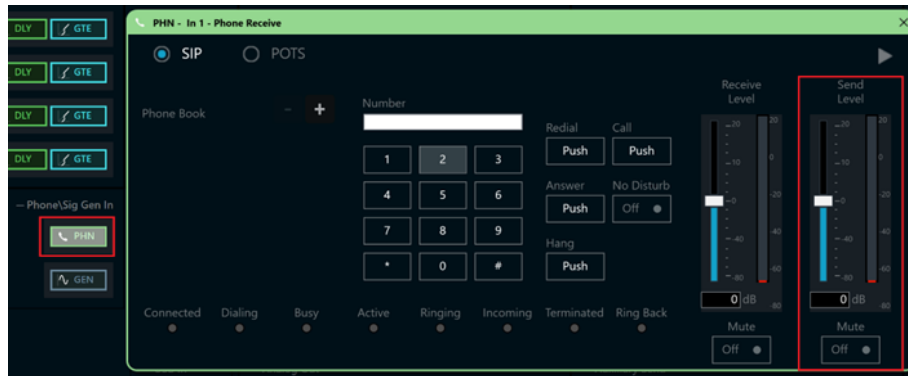 DLY GTE
DLY GTE
DLY GTE
DLY GTE
Phone\Sig Gen In
PHN
GEN
PHN - In 1 - Phone Receive
SIP POTS
Phone Book - +
Number
1 2 3
4 5 6
7 8 9
* 0 #
Redial Call
Push Push
Answer No Disturb
Push Off
Hang
Push
Receive
Level
20 20
10 0
0 -20
-40 -40
-80 -60
0 dB -80
Mute
Off
Send
Level
20 20
10 0
0 -20
-40 -40
-80 -60
0 dB -80
Mute
Off
Connected Dialing Busy Active Ringing Incoming Terminated Ring Back